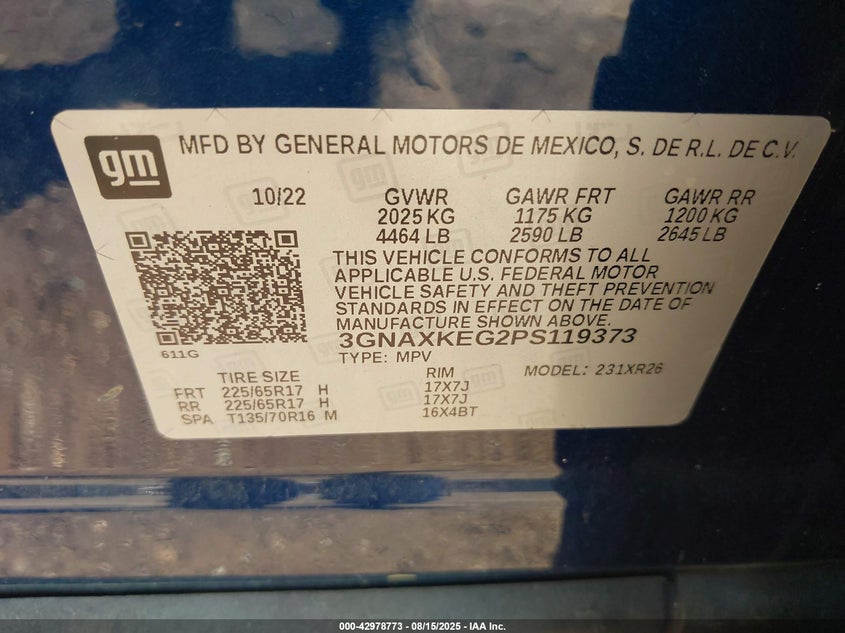 gm
MFD BY GENERAL MOTORS DE MEXICO, S. DE R.L. DE C.V.
10/22 GVWR GAWR FRT GAWR RR
2025 KG 1175 KG 1200 KG
4464 LB 2590 LB 2645 LB
THIS VEHICLE CONFORMS TO ALL
APPLICABLE U.S. FEDERAL MOTOR
VEHICLE SAFETY AND THEFT PREVENTION
STANDARDS IN EFFECT ON THE DATE OF
MANUFACTURE SHOWN ABOVE.
611G
3GNAXKEG2PS119373
TYPE: MPV MODEL: 231XR26
TIRE SIZE RIM
FRT 225/65R17 H 17X7J
RR 225/65R17 H 17X7J
SPA T135/70R16 M 16X4BT
000-42978773 - 08/15/2025 - IAA Inc.